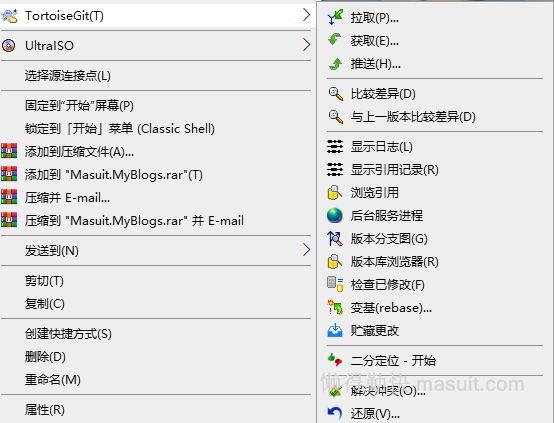 TortoiseGit(T)
UltraISO
选择源连接点(L)
固定到“开始”屏幕(P)
锁定到「开始」菜单 (Classic Shell)
添加到压缩文件(A)...
添加到 "Masuit.MyBlogs.rar"(T)
压缩并 E-mail...
压缩到 "Masuit.MyBlogs.rar" 并 E-mail
发送到(N)
剪切(T)
复制(C)
创建快捷方式(S)
删除(D)
重命名(M)
属性(R)
拉取(P)...
获取(E)...
推送(H)...
比较差异(D)
与上一版本比较差异(D)
显示日志(L)
显示引用记录(R)
浏览引用
后台服务进程
版本分支图(G)
版本库浏览器(R)
检查已修改(F)
变基(rebase)...
贮藏更改
二分定位 - 开始
解决冲突(O)...
还原(V)...
懒得勤快 masuit.com